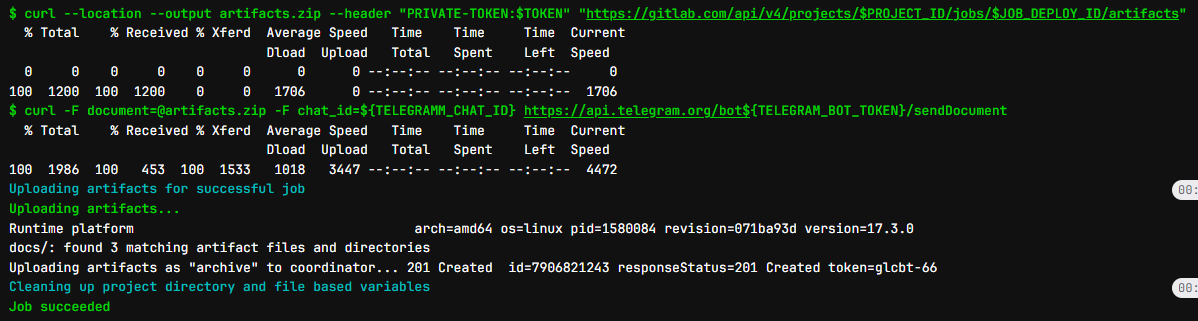 $ curl --location --output artifacts.zip --header "PRIVATE-TOKEN:$TOKEN" "https://gitlab.com/api/v4/projects/$PROJECT_ID/jobs/$JOB_DEPLOY_ID/artifacts"
  % Total    % Received % Xferd  Average Speed   Time    Time     Time  Current
                                 Dload  Upload   Total   Spent    Left  Speed
  0     0    0     0    0     0      0      0 --:--:-- --:--:-- --:--:--     0
100  1200  100  1200    0     0   1706      0 --:--:-- --:--:-- --:--:--  1706
$ curl -F document=@artifacts.zip -F chat_id=${TELEGRAMM_CHAT_ID} https://api.telegram.org/bot${TELEGRAM_BOT_TOKEN}/sendDocument
  % Total    % Received % Xferd  Average Speed   Time    Time     Time  Current
                                 Dload  Upload   Total   Spent    Left  Speed
100  1986  100   453  100  1533   1018   3447 --:--:-- --:--:-- --:--:--  4472
Uploading artifacts for successful job 00:
Uploading artifacts...
Runtime platform                                    arch=amd64 os=linux pid=1580084 revision=071ba93d version=17.3.0
docs/: found 3 matching artifact files and directories
Uploading artifacts as "archive" to coordinator... 201 Created  id=7906821243 responseStatus=201 Created token=glcbt-66
Cleaning up project directory and file based variables 00:
Job succeeded